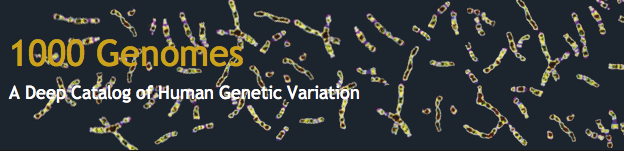 1000 Genomes
A Deep Catalog of Human Genetic Variation